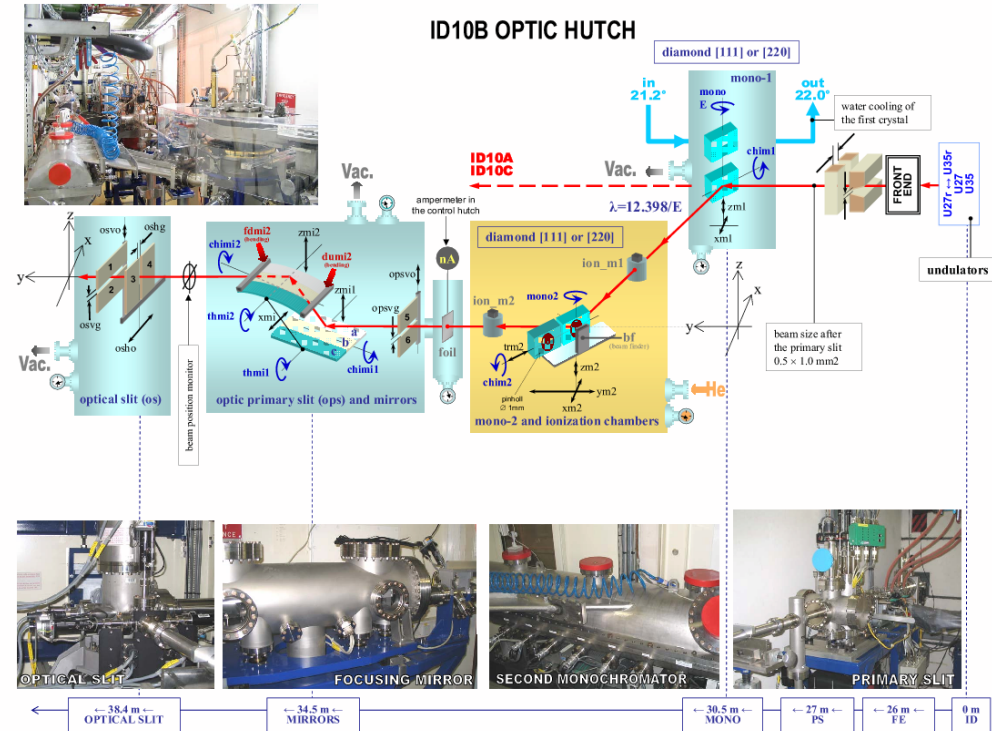 ID10B OPTIC HUTCH
diamond [111] or [220]
mono-1
in
21.2°
out
22.0°
mono
E
chim1
water cooling of
the first crystal
ID10A
ID10C
FRONT
END
U27r ↔ U35r
U27
U35
λ=12.398/E
zm1
xm1
undulators
beam size after
the primary slit
0.5 × 1.0 mm2
z
x
y
Vac.
Vac.
ampermeter in
the control hutch
nA
diamond [111] or [220]
ion_m1
ion_m2
mono2
bf
(beam finder)
trm2
chim2
pinholl
∅ 1mm
zm2
ym2
xm2
He
mono-2 and ionization chambers
z
x
y
osvo
oshg
1
2
3
4
osvg
osho
Vac.
optical slit (os)
beam position monitor
chimi2
fdmi2
(bending)
zmi2
dumi2
(bending)
zmi1
thmi2
xmi
a
b
c
thmi1
chimi1
opsvo
opsvg
5
6
foil
optic primary slit (ops) and mirrors
OPTICAL SLIT
FOCUSING MIRROR
SECOND MONOCHROMATOR
PRIMARY SLIT
← 38.4 m ←
OPTICAL SLIT
← 34.5 m ←
MIRRORS
← 30.5 m ←
MONO
← 27 m ←
PS
← 26 m ←
FE
0 m
ID